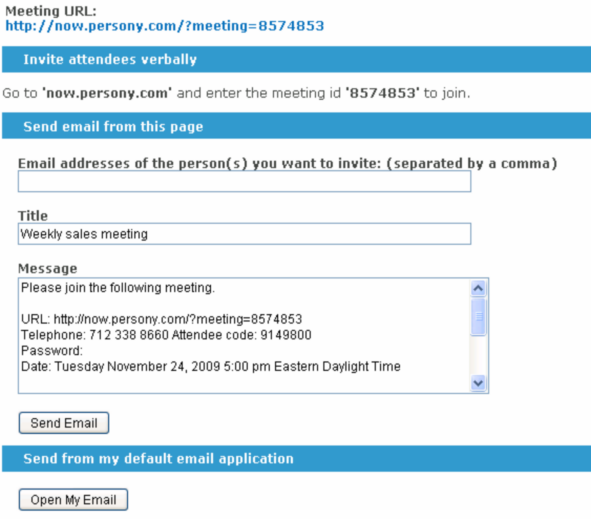 Meeting URL:
http://now.persony.com/?meeting=8574853
Invite attendees verbally
Go to 'now.persony.com' and enter the meeting id '8574853' to join.
Send email from this page
Email addresses of the person(s) you want to invite: (separated by a comma)
Title
Weekly sales meeting
Message
Please join the following meeting.
URL: http://now.persony.com/?meeting=8574853
Telephone: 712 338 8660 Attendee code: 9149800
Password:
Date: Tuesday November 24, 2009 5:00 pm Eastern Daylight Time
Send Email
Send from my default email application
Open My Email